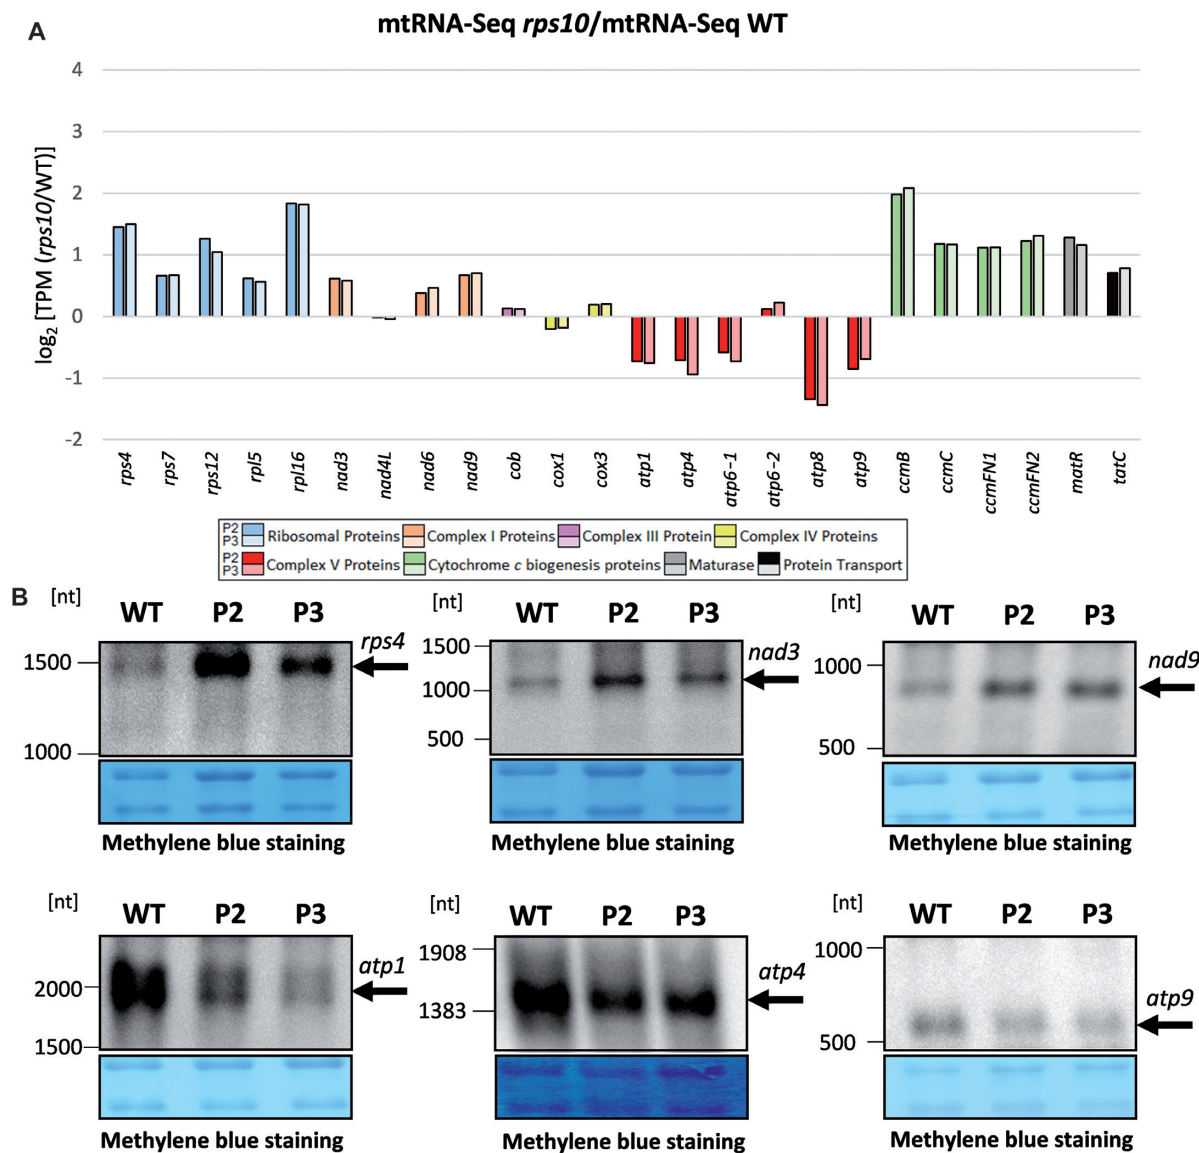 A
mtRNA-Seq rps10/mtRNA-Seq WT
log2 [TPM (rps10/WT)]
4
3
2
1
0
-1
-2
rps4 rps7 rps12 rpl5 rpl16 nad3 nad4L nad6 nad9 cob cox1 cox3 atp1 atp4 atp6-1 atp6-2 atp8 atp9 ccmB ccmC ccmFN1 ccmFN2 matR tatC
P2 P3 Ribosomal Proteins Complex I Proteins Complex III Protein Complex IV Proteins
P2 P3 Complex V Proteins Cytochrome c biogenesis proteins Maturase Protein Transport
B
[nt] WT P2 P3
1500
1000
rps4
Methylene blue staining
[nt] WT P2 P3
1500
1000
500
nad3
Methylene blue staining
[nt] WT P2 P3
1000
500
nad9
Methylene blue staining
[nt] WT P2 P3
2000
1500
atp1
Methylene blue staining
[nt] WT P2 P3
1908
1383
atp4
Methylene blue staining
[nt] WT P2 P3
1000
500
atp9
Methylene blue staining